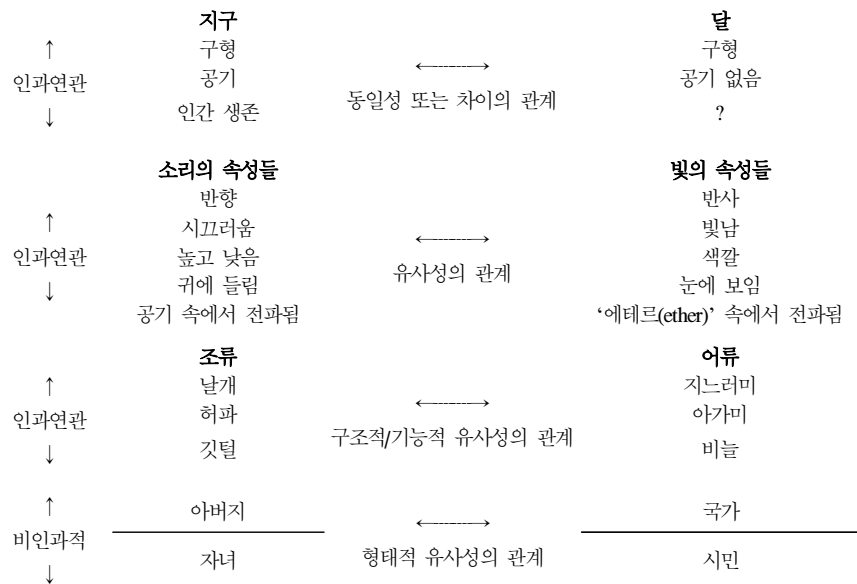 지구 달
↑ 구형 ←--------→ 구형
인과연관 공기 동일성 또는 차이의 관계 공기 없음
↓ 인간 생존 ?
소리의 속성들 빛의 속성들
반향 반사
↑ 시끄러움 ←--------→ 빛남
인과연관 높고 낮음 유사성의 관계 색깔
↓ 귀에 들림 눈에 보임
공기 속에서 전파됨 ‘에테르(ether)’ 속에서 전파됨
조류 어류
↑ 날개 ←--------→ 지느러미
인과연관 허파 구조적/기능적 유사성의 관계 아가미
↓ 깃털 비늘
↑ 아버지 ←--------→ 국가
비인과적 형태적 유사성의 관계
↓ 자녀 시민